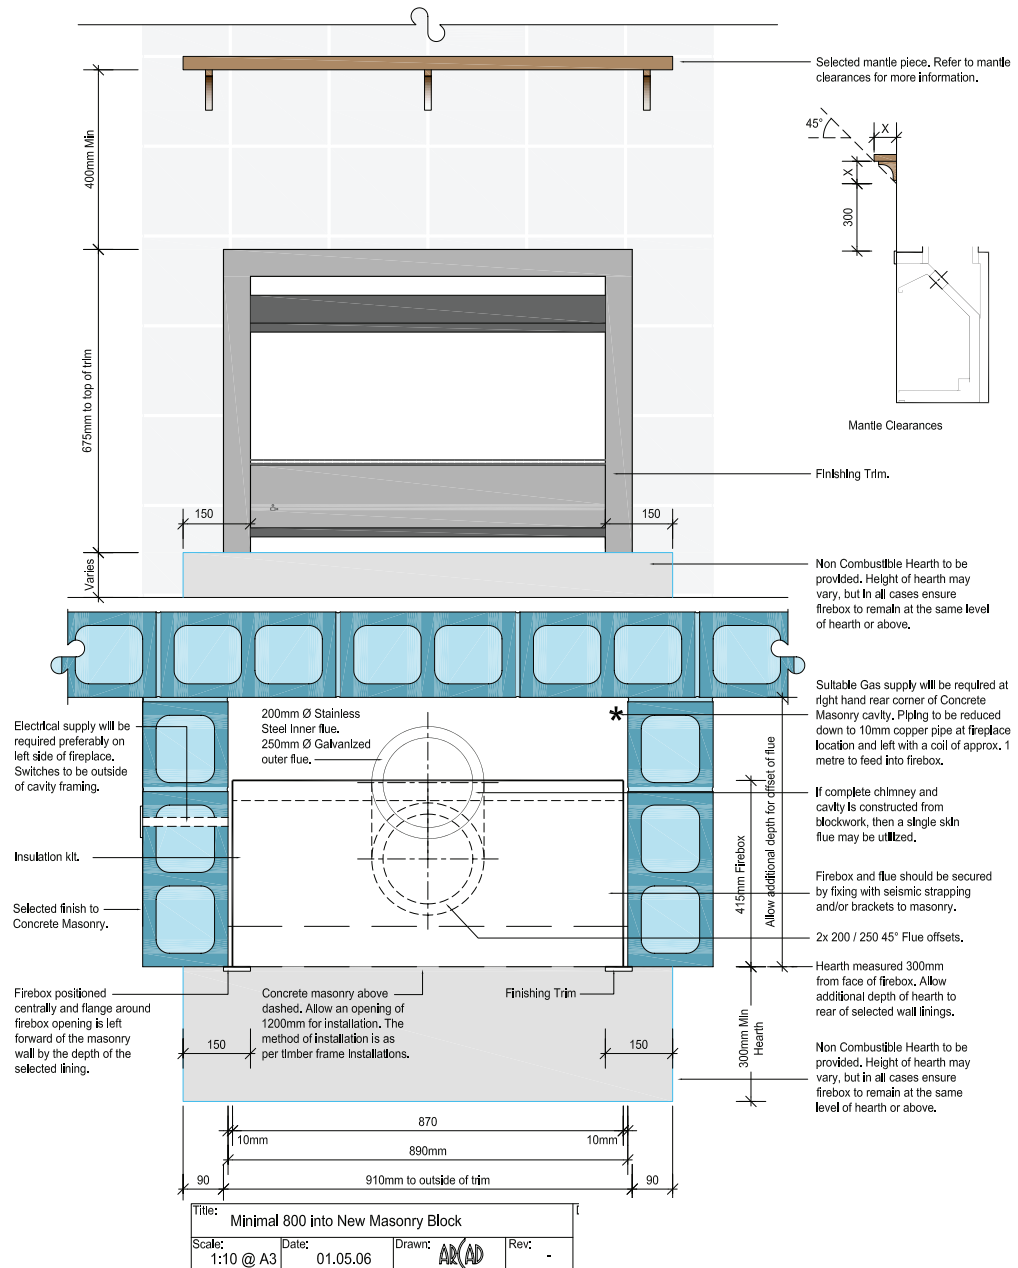 Selected mantle piece. Refer to mantle
clearances for more information.
45°
X
X
300
Mantle Clearances
400mm Min
675mm to top of trim
Varies
Finishing Trim.
150
150
Non Combustible Hearth to be
provided. Height of hearth may
vary, but in all cases ensure
firebox to remain at the same level
of hearth or above.
Electrical supply will be
required preferably on
left side of fireplace.
Switches to be outside
of cavity framing.
200mm Ø Stainless
Steel inner flue.
250mm Ø Galvanized
outer flue.
*
Suitable Gas supply will be required at
right hand rear corner of Concrete
Masonry cavity. Piping to be reduced
down to 10mm copper pipe at fireplace
location and left with a coil of approx. 1
metre to feed into firebox.
If complete chimney and
cavity is constructed from
blockwork, then a single skin
flue may be utilized.
415mm Firebox
Allow additional depth for offset of flue
Insulation kit.
Selected finish to
Concrete Masonry.
Firebox and flue should be secured
by fixing with seismic strapping
and/or brackets to masonry.
2x 200 / 250 45° Flue offsets.
Hearth measured 300mm
from face of firebox. Allow
additional depth of hearth to
rear of selected wall linings.
Firebox positioned
centrally and flange around
firebox opening is left
forward of the masonry
wall by the depth of the
selected lining.
Concrete masonry above
dashed. Allow an opening of
1200mm for installation. The
method of installation is as
per timber frame installations.
Finishing Trim
150
150
300mm Min
Hearth
Non Combustible Hearth to be
provided. Height of hearth may
vary, but in all cases ensure
firebox to remain at the same
level of hearth or above.
870
10mm
10mm
890mm
90
910mm to outside of trim
90
Title: Minimal 800 into New Masonry Block
Scale: 1:10 @ A3 Date: 01.05.06 Drawn: ARCAD Rev: -